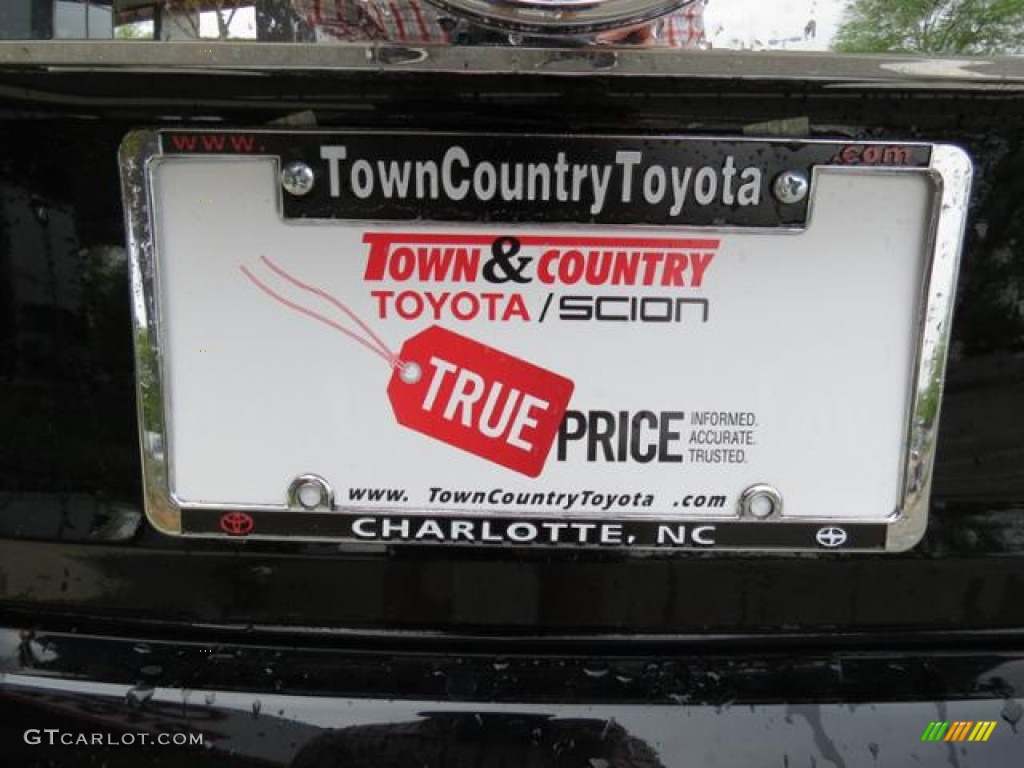 www. TownCountryToyota .com
TOWN & COUNTRY
TOYOTA / SCION
TRUE PRICE
INFORMED.
ACCURATE.
TRUSTED.
www. TownCountryToyota .com
CHARLOTTE, NC
GTCARLOT.COM